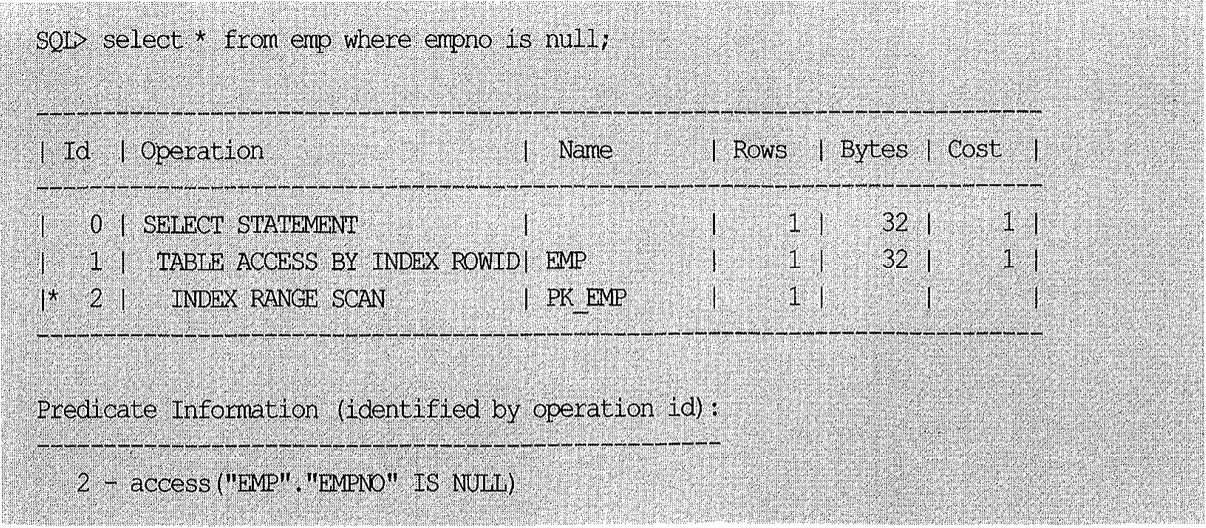 SQL> select * from emp where empno is null;
---------------------------------------------------------------------------
| Id  | Operation                   | Name        | Rows  | Bytes | Cost  |
---------------------------------------------------------------------------
|   0 | SELECT STATEMENT            |             |     1 |    32 |     1 |
|   1 |  TABLE ACCESS BY INDEX ROWID| EMP         |     1 |    32 |     1 |
|*  2 |   INDEX RANGE SCAN          | PK_EMP      |     1 |       |       |
---------------------------------------------------------------------------
Predicate Information (identified by operation id):
---------------------------------------------------
2 - access("EMP"."EMPNO" IS NULL)